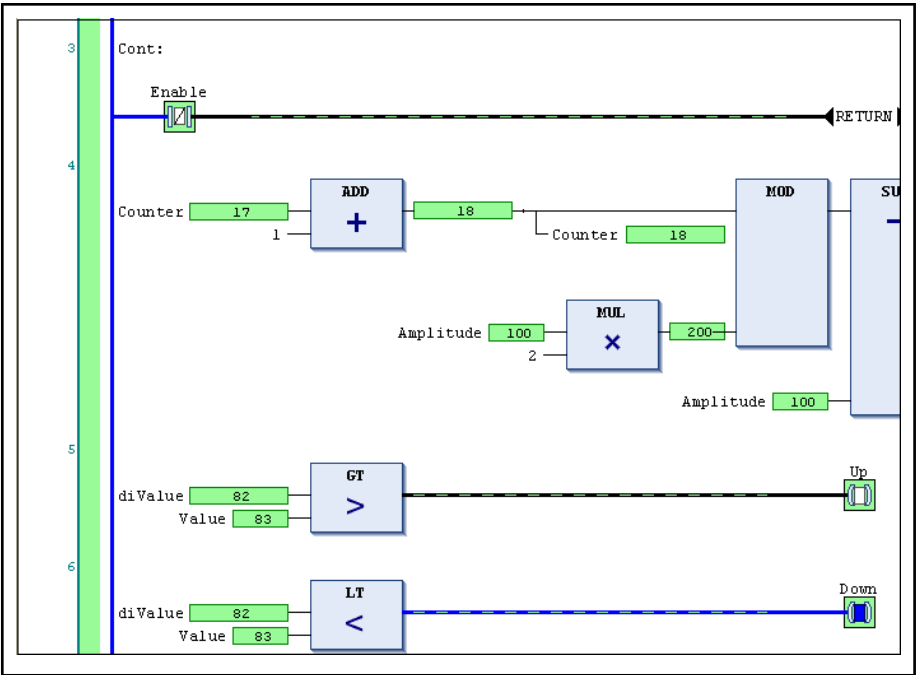 3
Cont:
Enable
RETURN
4
ADD
MOD
SU
Counter 17
+
18
−
1
Counter 18
MUL
Amplitude 100
×
200
2
Amplitude 100
5
GT
Up
diValue 82
>
Value 83
6
LT
Down
diValue 82
<
Value 83